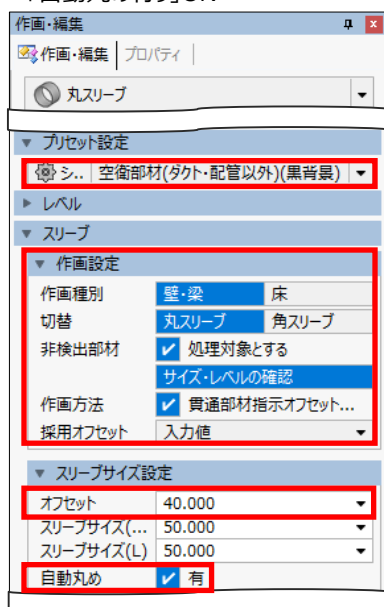 作画・編集
作画・編集 プロパティ
丸スリーブ
プリセット設定
シ.. 空衛部材(ダクト・配管以外)(黒背景)
レベル
スリーブ
作画設定
作画種別 壁・梁 床
切替 丸スリーブ 角スリーブ
非検出部材 処理対象とする
サイズ・レベルの確認
作画方法 貫通部材指示オフセット...
採用オフセット 入力値
スリーブサイズ設定
オフセット 40.000
スリーブサイズ(... 50.000
スリーブサイズ(L) 50.000
自動丸め 有